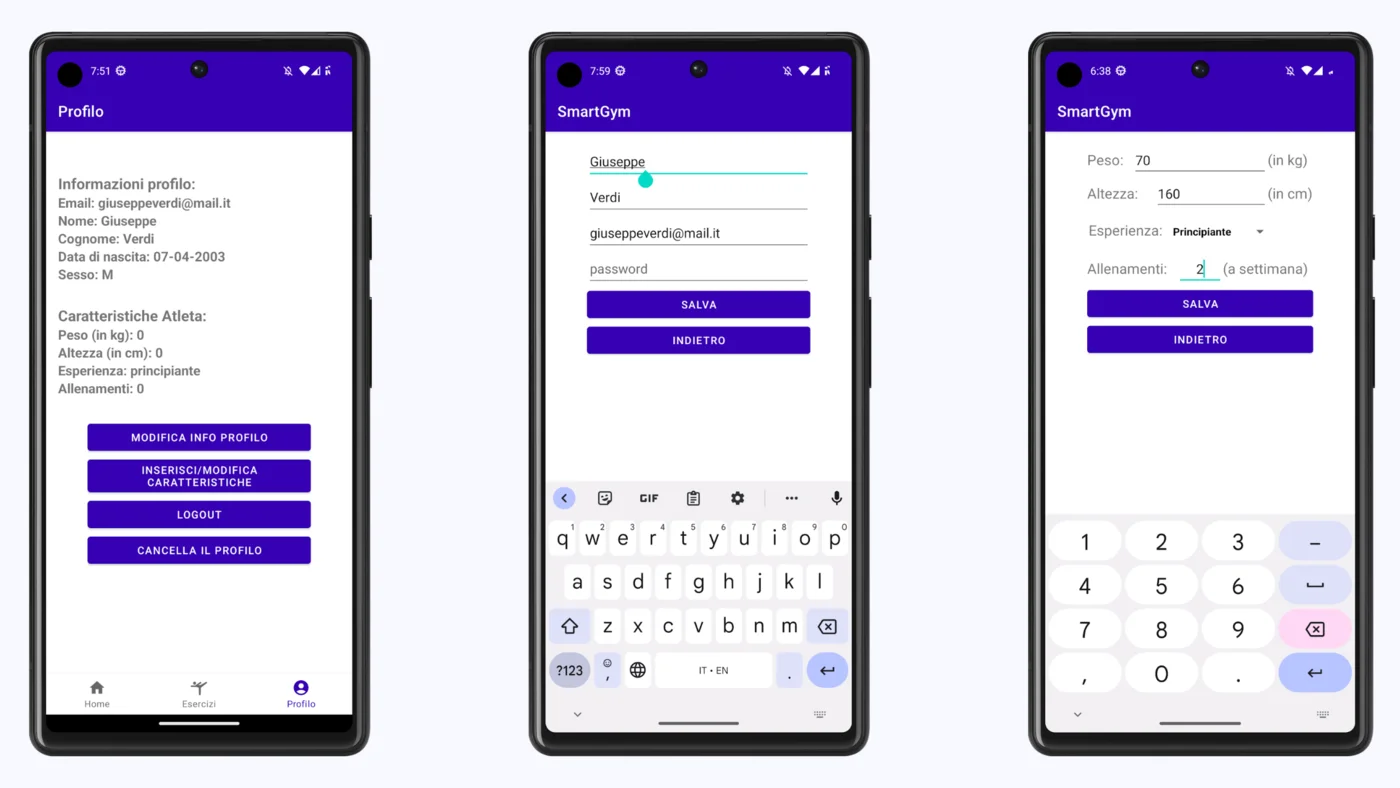 7:51
Profilo
Informazioni profilo:
Email: giuseppeverdi@mail.it
Nome: Giuseppe
Cognome: Verdi
Data di nascita: 07-04-2003
Sesso: M
Caratteristiche Atleta:
Peso (in kg): 0
Altezza (in cm): 0
Esperienza: principiante
Allenamenti: 0
MODIFICA INFO PROFILO
INSERISCI/MODIFICA
CARATTERISTICHE
LOGOUT
CANCELLA IL PROFILO
Home Esercizi Profilo
7:59
SmartGym
Giuseppe
Verdi
giuseppeverdi@mail.it
password
SALVA
INDIETRO
GIF
1 2 3 4 5 6 7 8 9 0
q w e r t y u i o p
a s d f g h j k l
z x c v b n m
?123 , IT • EN .
6:38
SmartGym
Peso: 70 (in kg)
Altezza: 160 (in cm)
Esperienza: Principiante
Allenamenti: 2 (a settimana)
SALVA
INDIETRO
1 2 3 –
4 5 6
7 8 9
, 0 .